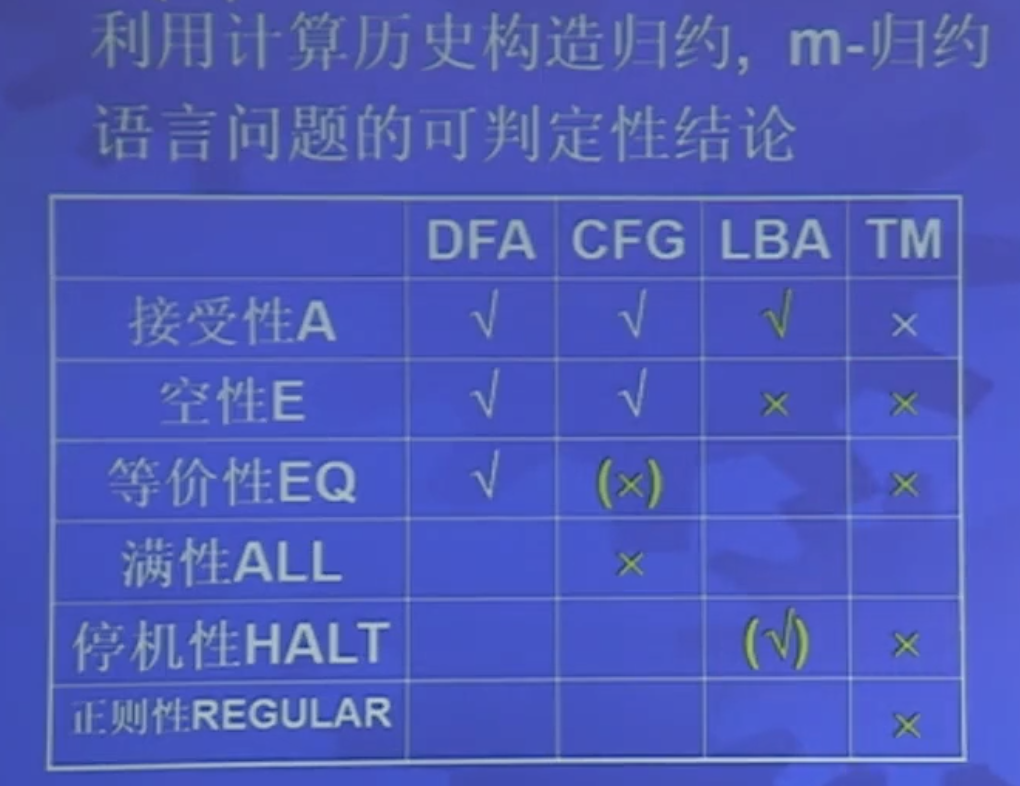 利用计算历史构造归约, m-归约
语言问题的可判定性结论
DFA CFG LBA TM
接受性A √ √ √ ×
空性E √ √ × ×
等价性EQ √ (×) ×
满性ALL ×
停机性HALT (√) ×
正则性REGULAR ×